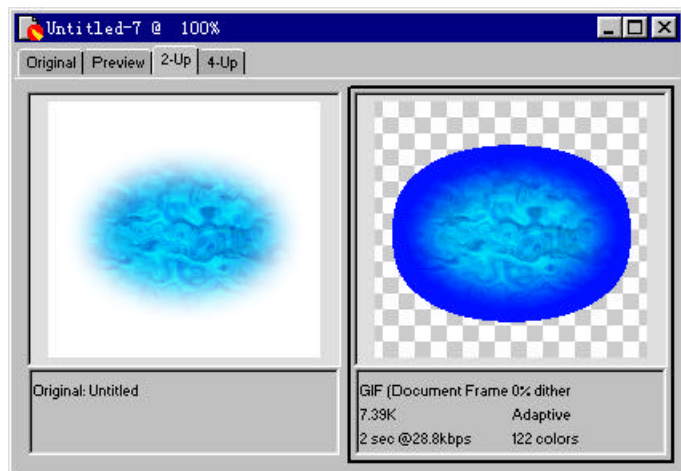 Untitled-7 @ 100%
Original Preview 2-Up 4-Up
Original: Untitled
GIF (Document Frame 0% dither
7.39K Adaptive
2 sec @28.8kbps 122 colors